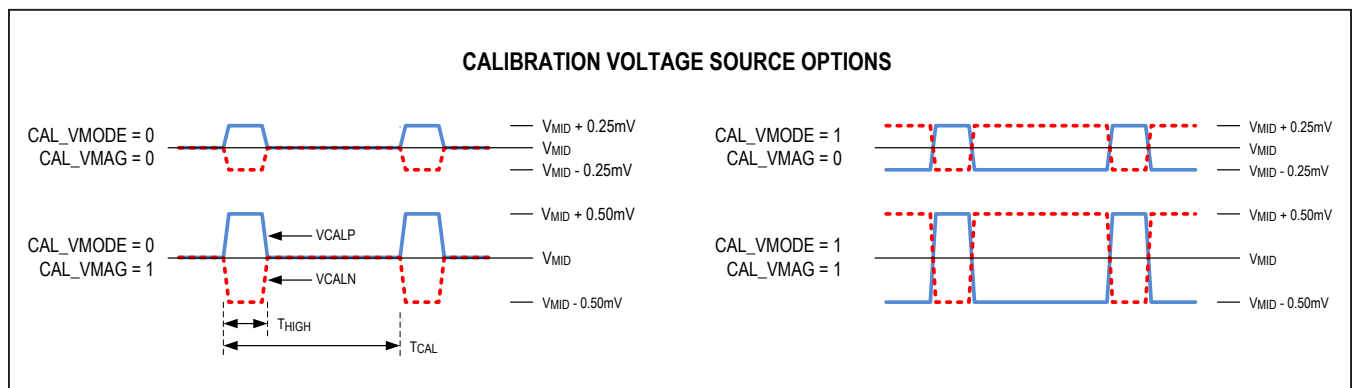 CALIBRATION VOLTAGE SOURCE OPTIONS
CAL_VMODE = 0
CAL_VMAG = 0
VMID + 0.25mV
VMID
VMID - 0.25mV
CAL_VMODE = 0
CAL_VMAG = 1
VCALP
VCALN
VMID + 0.50mV
VMID
VMID - 0.50mV
THIGH
TCAL
CAL_VMODE = 1
CAL_VMAG = 0
VMID + 0.25mV
VMID
VMID - 0.25mV
CAL_VMODE = 1
CAL_VMAG = 1
VMID + 0.50mV
VMID
VMID - 0.50mV